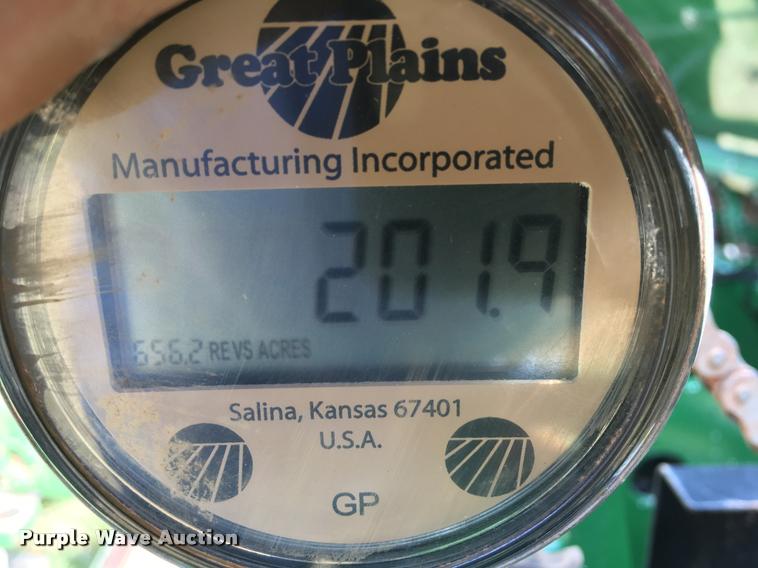 Great Plains
Manufacturing Incorporated
201.9
656.2 REVS ACRES
Salina, Kansas 67401
U.S.A.
GP
Purple Wave Auction